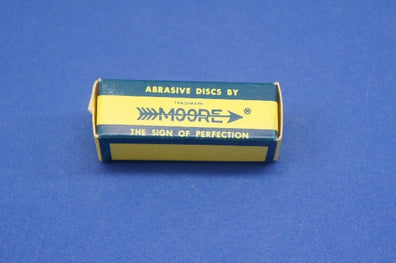 ABRASIVE DISCS BY
TRADEMARK
MOORE®
THE SIGN OF PERFECTION